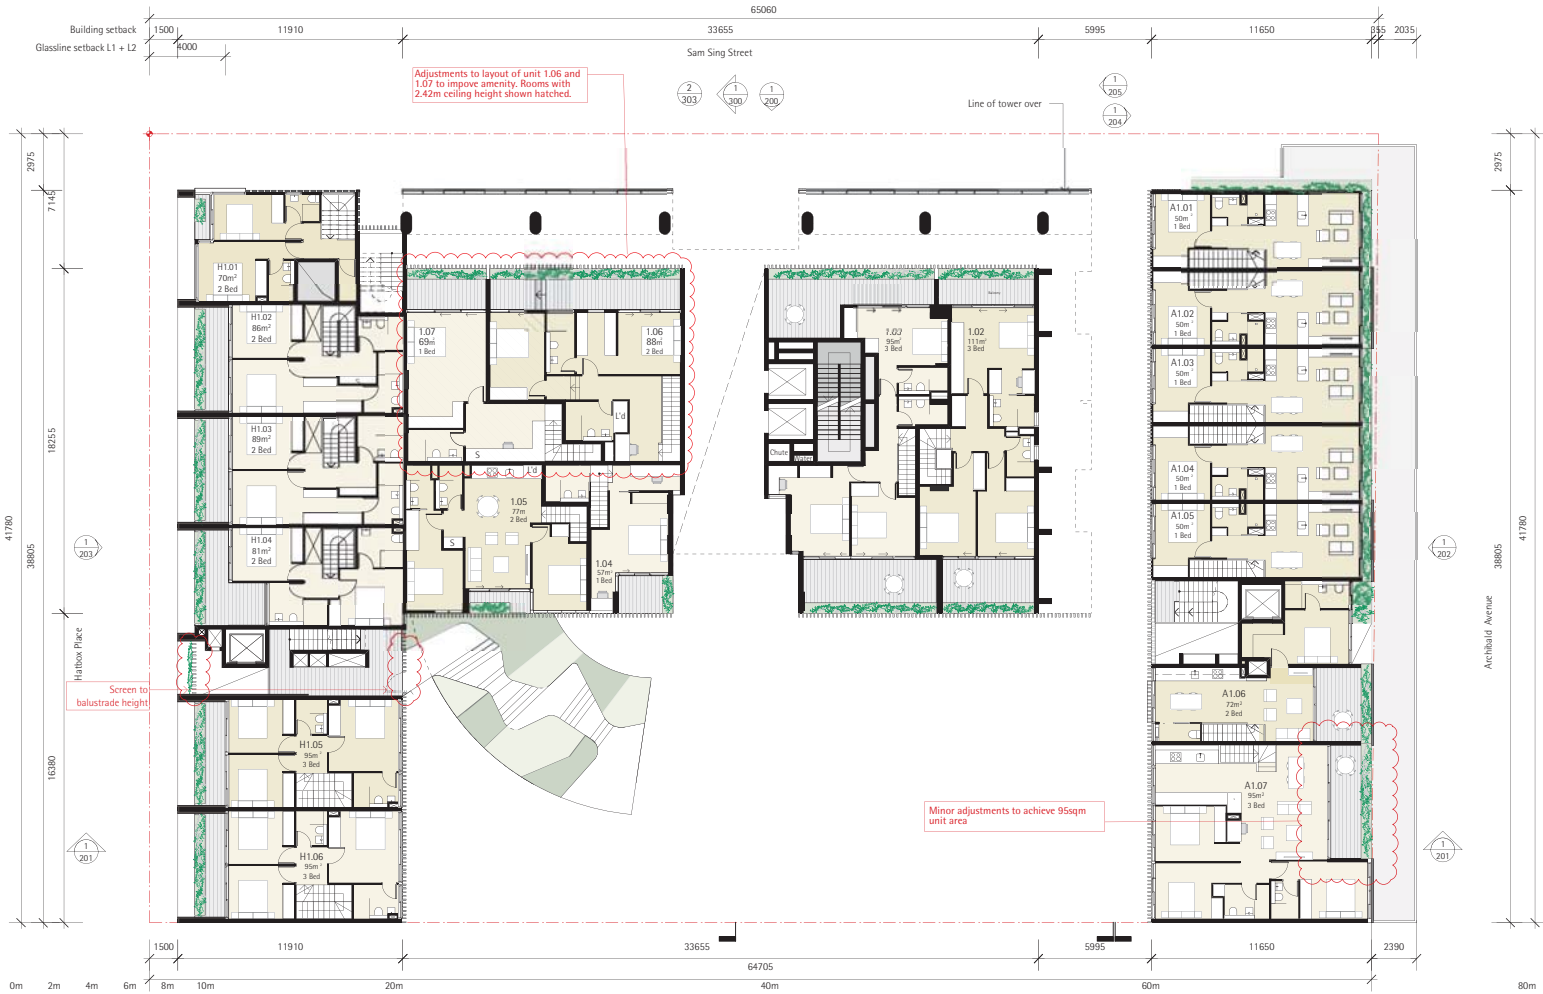 65060
Building setback
1500
11910
33655
5995
11650
355
2035
Glassline setback L1 + L2
4000
Sam Sing Street
Adjustments to layout of unit 1.06 and
1.07 to impove amenity. Rooms with
2.42m ceiling height shown hatched.
2
303
1
300
1
200
1
205
Line of tower over
1
204
2975
2975
7145
A1.01
50m²
1 Bed
H1.01
70m²
2 Bed
H1.02
86m²
2 Bed
1.07
69m²
1 Bed
1.06
88m²
2 Bed
1.03
95m²
3 Bed
1.02
111m²
3 Bed
A1.02
50m²
1 Bed
A1.03
50m²
1 Bed
L'd
H1.03
89m²
2 Bed
18255
S
Chute
Water
A1.04
50m²
1 Bed
L'd
1.05
77m
2 Bed
A1.05
50m²
1 Bed
41780
38805
41780
38805
H1.04
81m²
2 Bed
S
1
203
1.04
57m²
1 Bed
1
202
Hatbox Place
Archibald Avenue
Screen to
balustrade height
A1.06
72m²
2 Bed
H1.05
95m²
3 Bed
16380
A1.07
95m²
3 Bed
Minor adjustments to achieve 95sqm
unit area
1
201
H1.06
95m²
3 Bed
1
201
1500
11910
33655
5995
11650
2390
64705
0m
2m
4m
6m
8m
10m
20m
40m
60m
80m